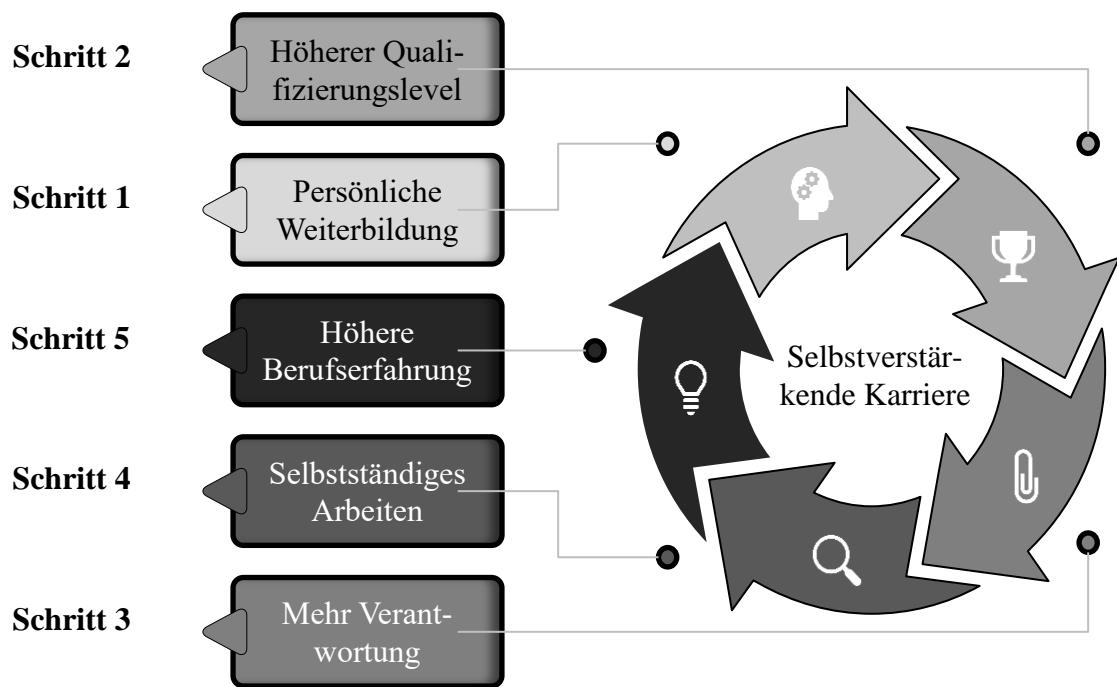 Schritt 2
Höherer Quali-
fizierungslevel
Schritt 1
Persönliche
Weiterbildung
Schritt 5
Höhere
Berufserfahrung
Schritt 4
Selbstständiges
Arbeiten
Schritt 3
Mehr Verant-
wortung
Selbstverstär-
kende Karriere